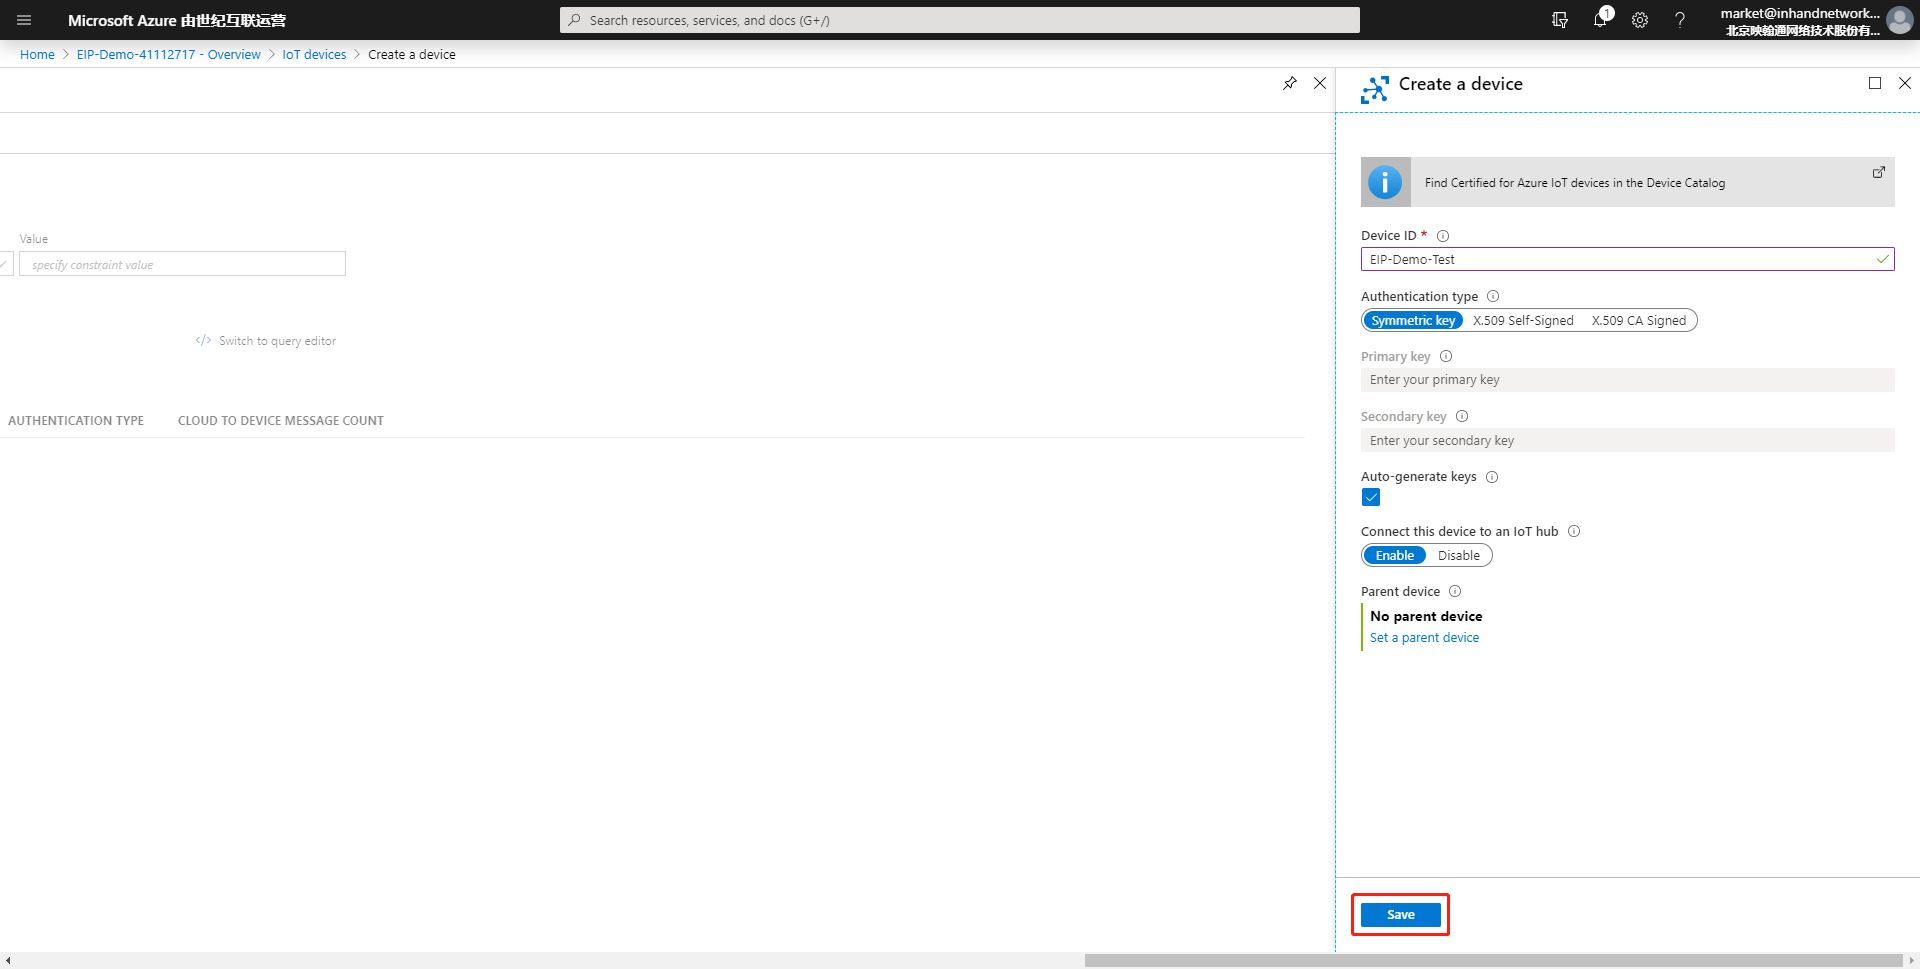 Microsoft Azure 由世纪互联运营
Search resources, services, and docs (G+/)
1
market@inhandnetwork...
北京映翰通网络技术股份有...
Home > EIP-Demo-41112717 - Overview > IoT devices > Create a device
Create a device
Find Certified for Azure IoT devices in the Device Catalog
Value
specify constraint value
</> Switch to query editor
AUTHENTICATION TYPE CLOUD TO DEVICE MESSAGE COUNT
Device ID *
EIP-Demo-Test
Authentication type
Symmetric key X.509 Self-Signed X.509 CA Signed
Primary key
Enter your primary key
Secondary key
Enter your secondary key
Auto-generate keys
Connect this device to an IoT hub
Enable Disable
Parent device
No parent device
Set a parent device
Save